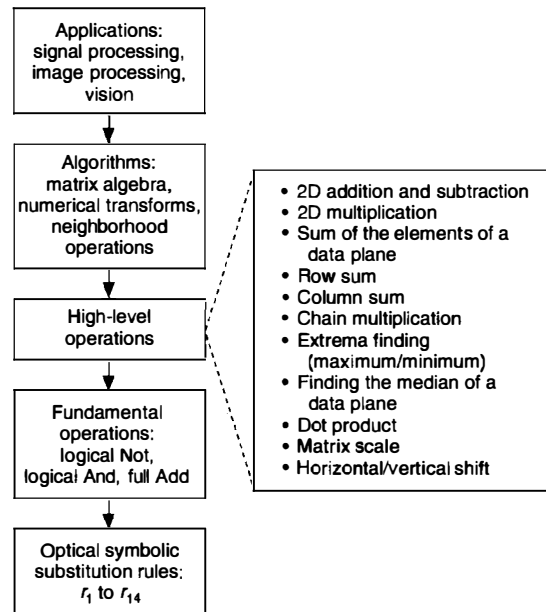 Applications:
signal processing,
image processing,
vision
Algorithms:
matrix algebra,
numerical transforms,
neighborhood
operations
High-level
operations
Fundamental
operations:
logical Not,
logical And, full Add
Optical symbolic
substitution rules:
r1 to r14
• 2D addition and subtraction
• 2D multiplication
• Sum of the elements of a
data plane
• Row sum
• Column sum
• Chain multiplication
• Extrema finding
(maximum/minimum)
• Finding the median of a
data plane
• Dot product
• Matrix scale
• Horizontal/vertical shift